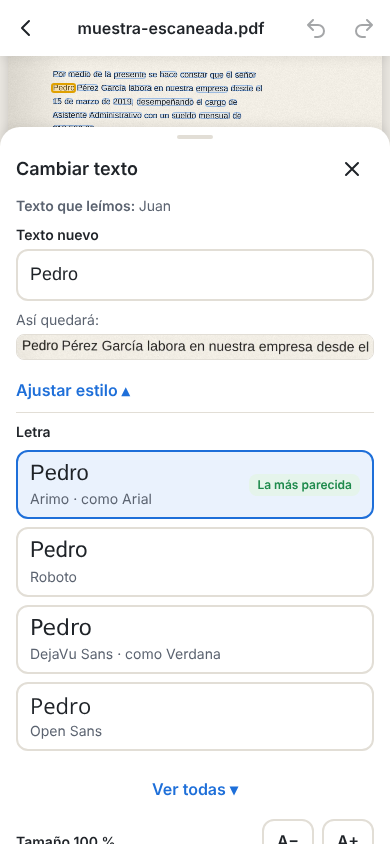 muestra-escaneada.pdf
Por medio de la presente se hace constar que el señor
Pedro Pérez García labora en nuestra empresa desde el
15 de marzo de 2019, desempeñando el cargo de
Asistente Administrativo con un sueldo mensual de
Cambiar texto
Texto que leímos: Juan
Texto nuevo
Pedro
Así quedará:
Pedro Pérez García labora en nuestra empresa desde el
Ajustar estilo ▴
Letra
Pedro
Arimo · como Arial
La más parecida
Pedro
Roboto
Pedro
DejaVu Sans · como Verdana
Pedro
Open Sans
Ver todas ▾
Tamaño 100 %
A−
A+